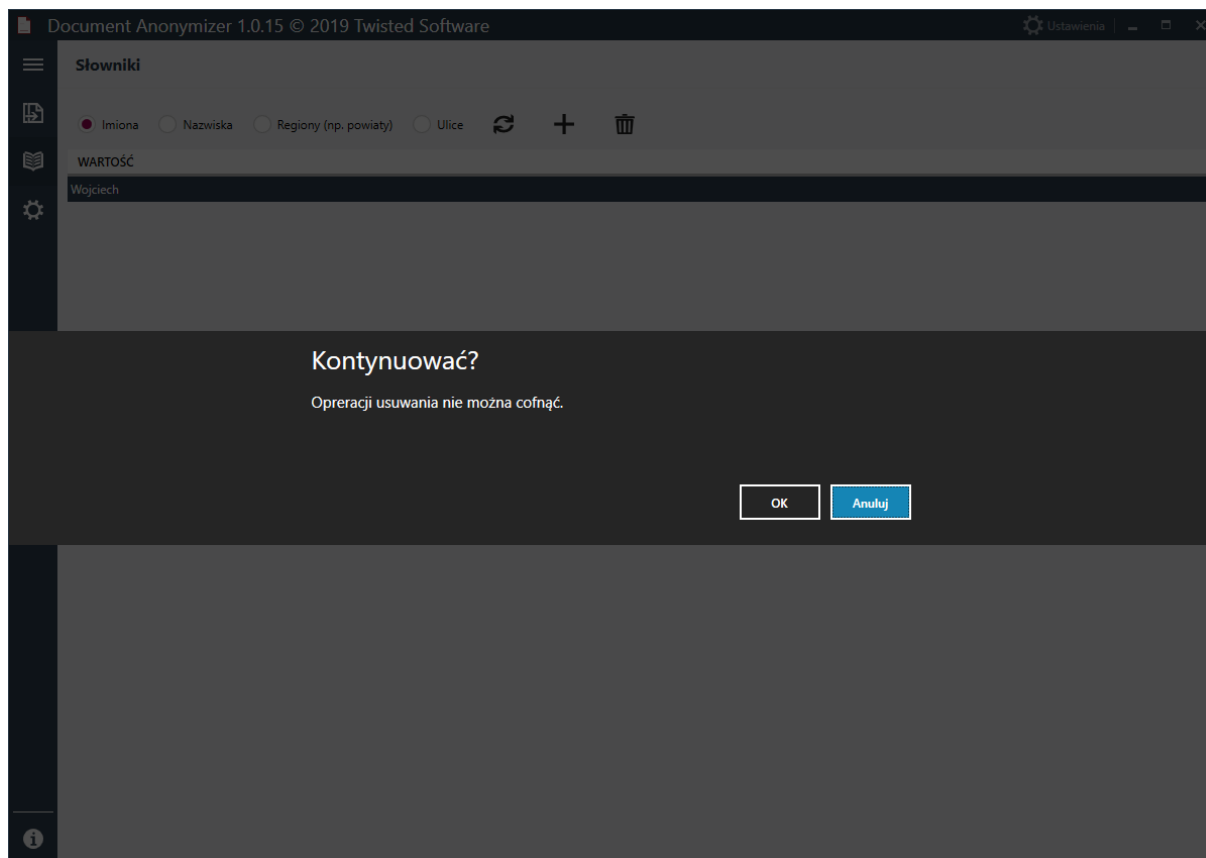 Document Anonymizer 1.0.15 © 2019 Twisted Software
Ustawienia
Słowniki
Imiona Nazwiska Regiony (np. powiaty) Ulice
WARTOŚĆ
Wojciech
Kontynuować?
Opreracji usuwania nie można cofnąć.
OK Anuluj